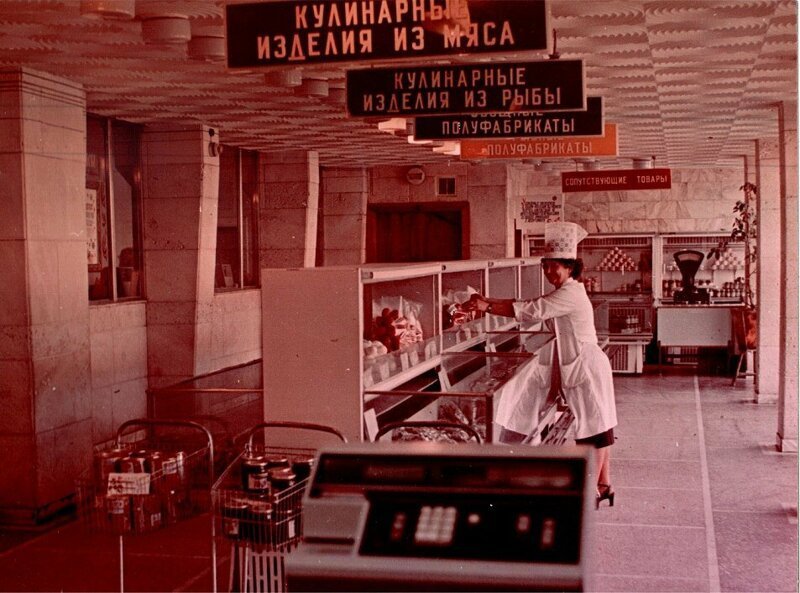 КУЛИНАРНЫЕ
ИЗДЕЛИЯ ИЗ МЯСА
КУЛИНАРНЫЕ
ИЗДЕЛИЯ ИЗ РЫБЫ
ПОЛУФАБРИКАТЫ
ПОЛУФАБРИКАТЫ
СОПУТСТВУЮЩИЕ ТОВАРЫ